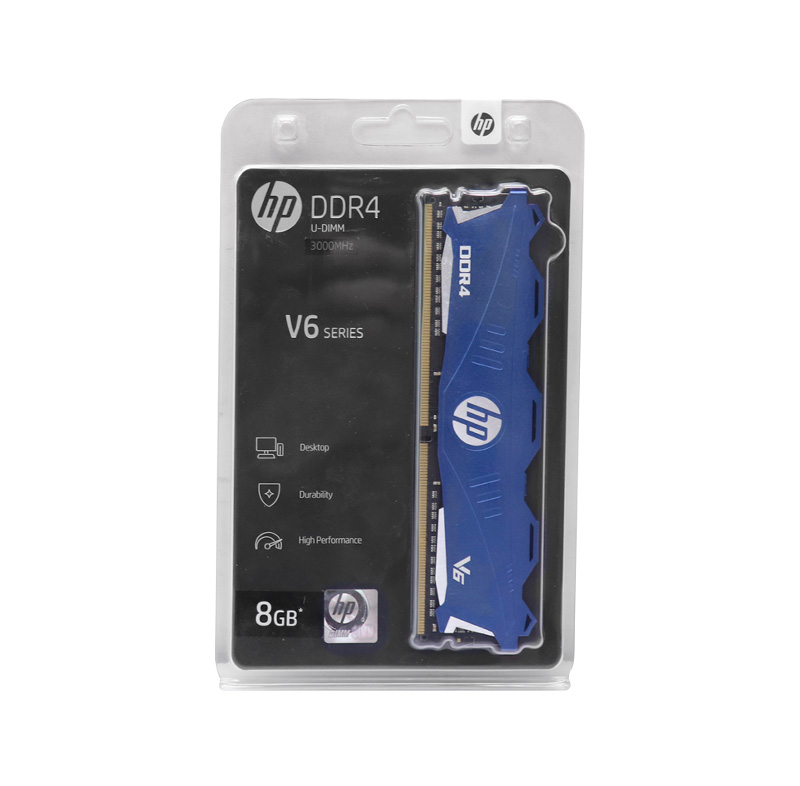 hp
hp DDR4
U-DIMM
3000MHz
V6 SERIES
Desktop
Durability
High Performance
8GB*
hp
DDR4
hp
V6